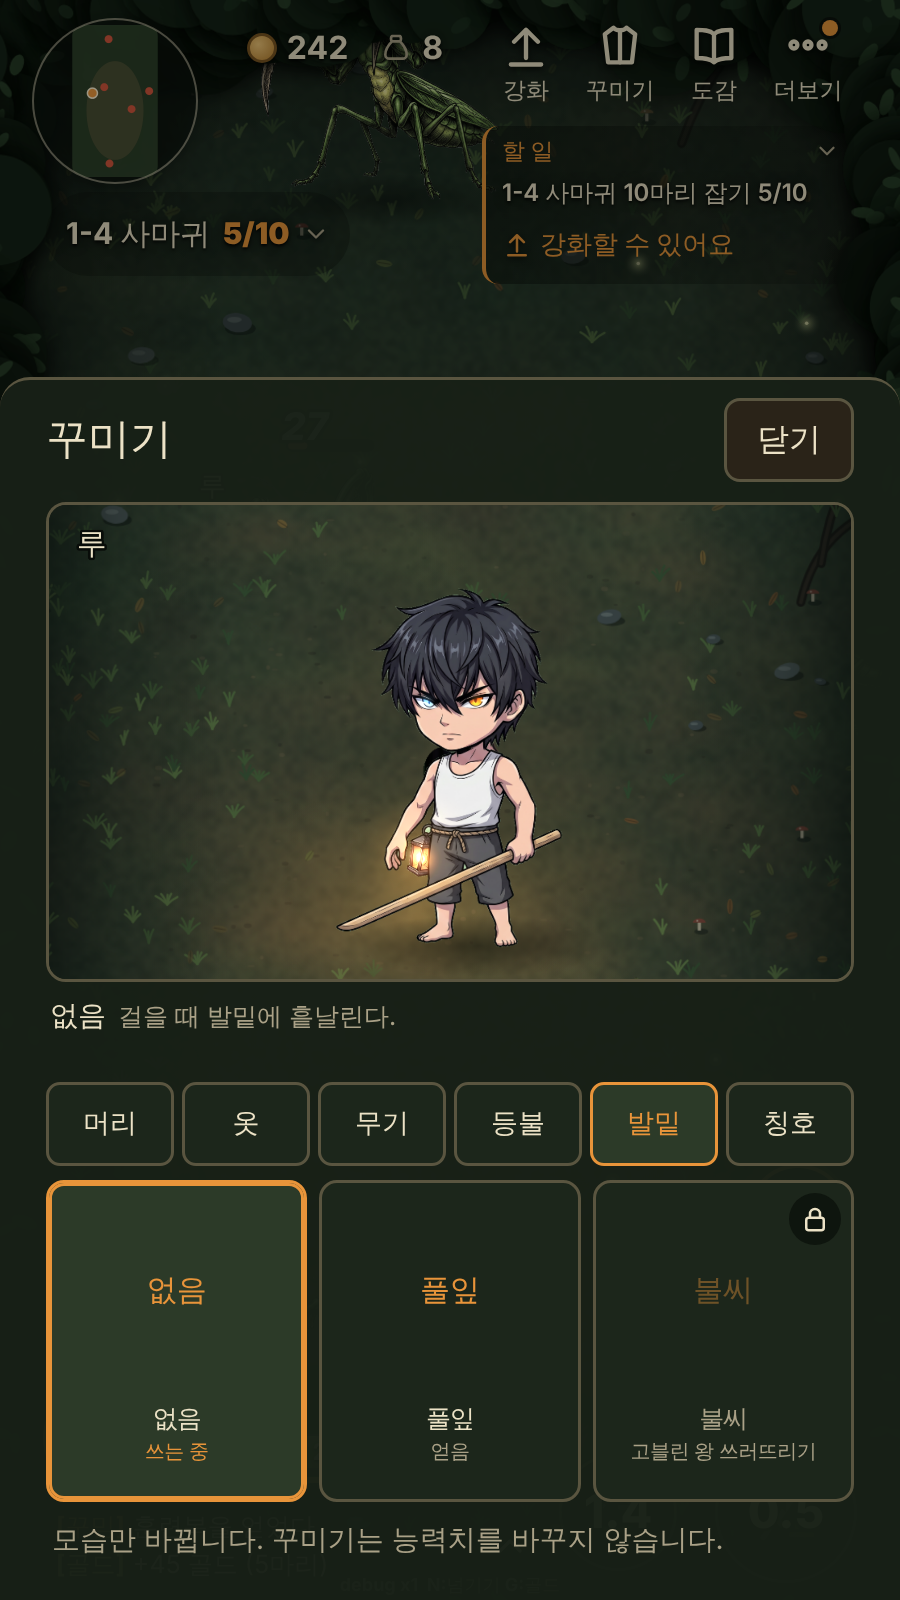 242
8
강화
꾸미기
도감
더보기
할 일
1-4 사마귀 10마리 잡기 5/10
강화할 수 있어요
1-4 사마귀 5/10
꾸미기
닫기
27
루
없음 걸을 때 발밑에 흩날린다.
머리
옷
무기
등불
발밑
칭호
없음
풀잎
불씨
없음
풀잎
불씨
쓰는 중
얻음
고블린 왕 쓰러뜨리기
1.4
0.5
모습만 바뀝니다. 꾸미기는 능력치를 바꾸지 않습니다.